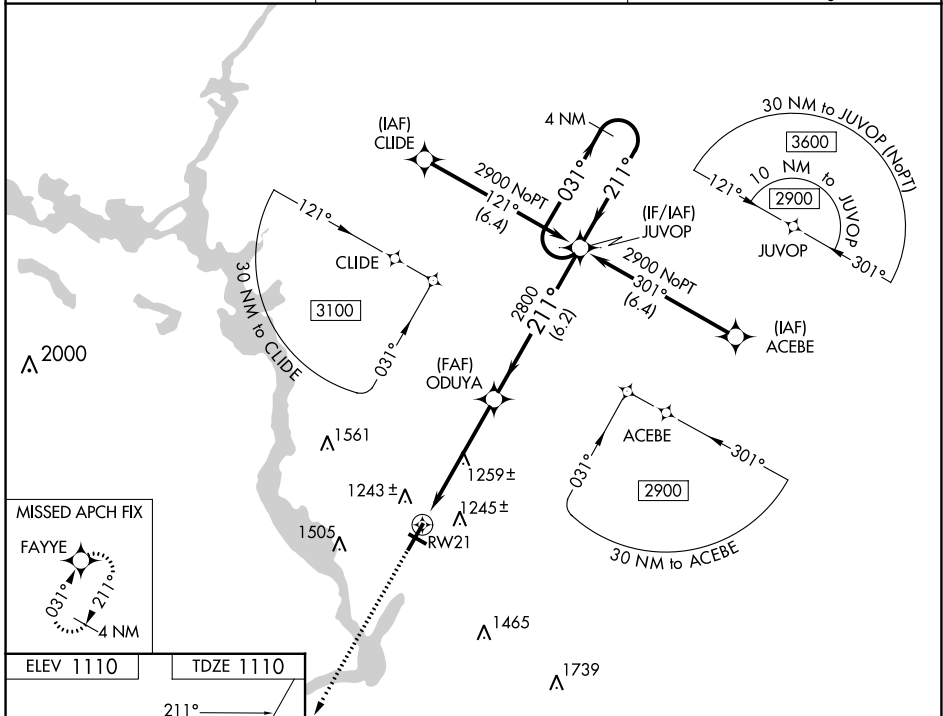 (IAF)
CLIDE
2900 NoPT
121°
(6.4)
4 NM
031°
211°
(IF/IAF)
JUVOP
2900 NoPT
301°
(6.4)
(IAF)
ACEBE
30 NM to JUVOP (NoPT)
3600
10 NM to JUVOP
2900
121°
JUVOP
301°
121°
CLIDE
3100
031°
30 NM to CLIDE
2800
211°
(6.2)
(FAF)
ODUYA
2000
1561
1243 ±
1259 ±
1245 ±
1505
RW21
ACEBE
031°
301°
2900
30 NM to ACEBE
1465
1739
MISSED APCH FIX
FAYYE
031°
211°
4 NM
ELEV 1110
TDZE 1110
211°